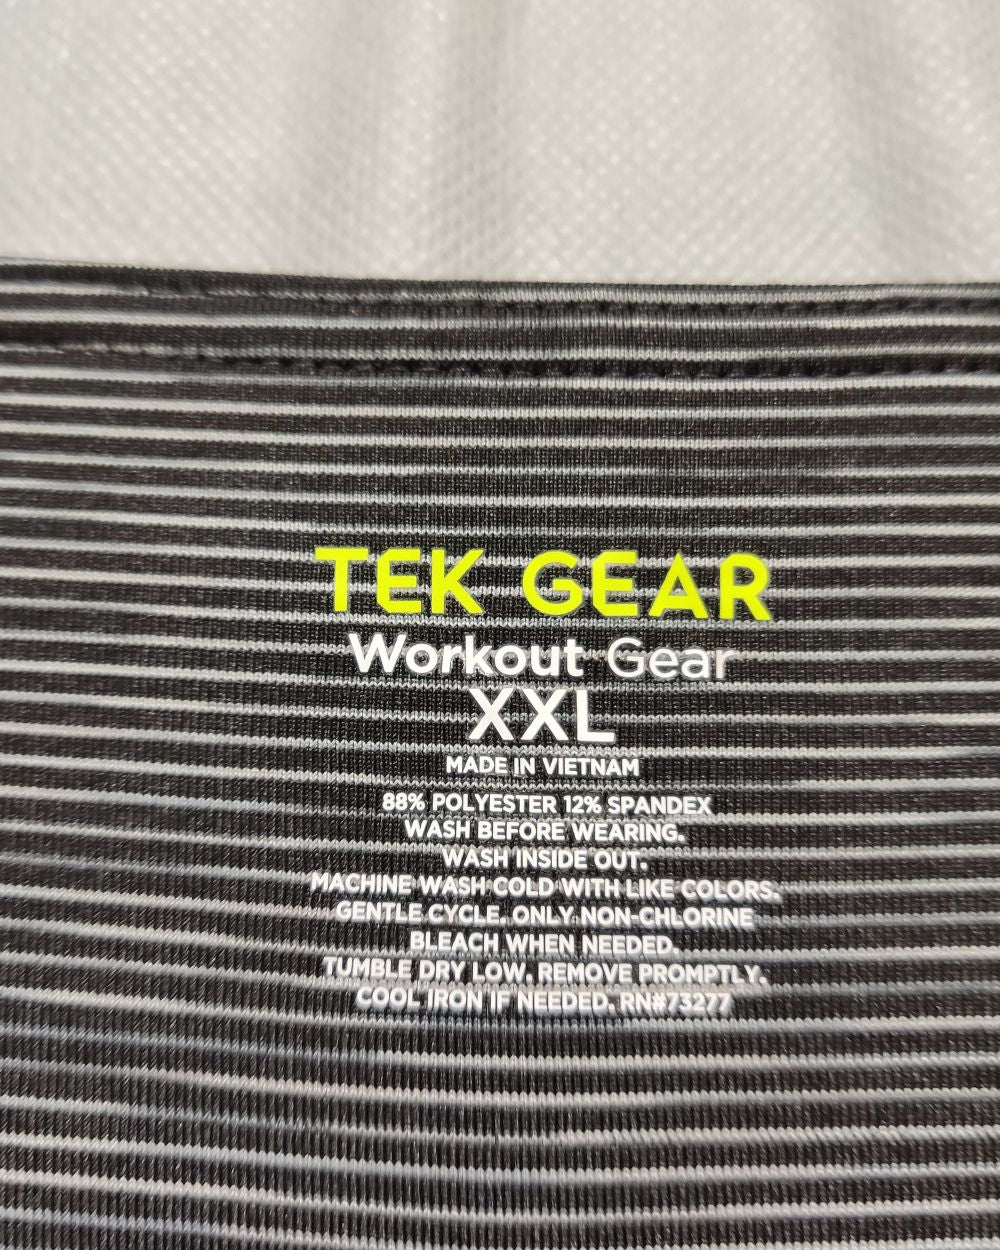 TEK GEAR
Workout Gear
XXL
MADE IN VIETNAM
88% POLYESTER 12% SPANDEX
WASH BEFORE WEARING.
WASH INSIDE OUT.
MACHINE WASH COLD WITH LIKE COLORS.
GENTLE CYCLE. ONLY NON-CHLORINE
BLEACH WHEN NEEDED.
TUMBLE DRY LOW. REMOVE PROMPTLY.
COOL IRON IF NEEDED. RN#73277